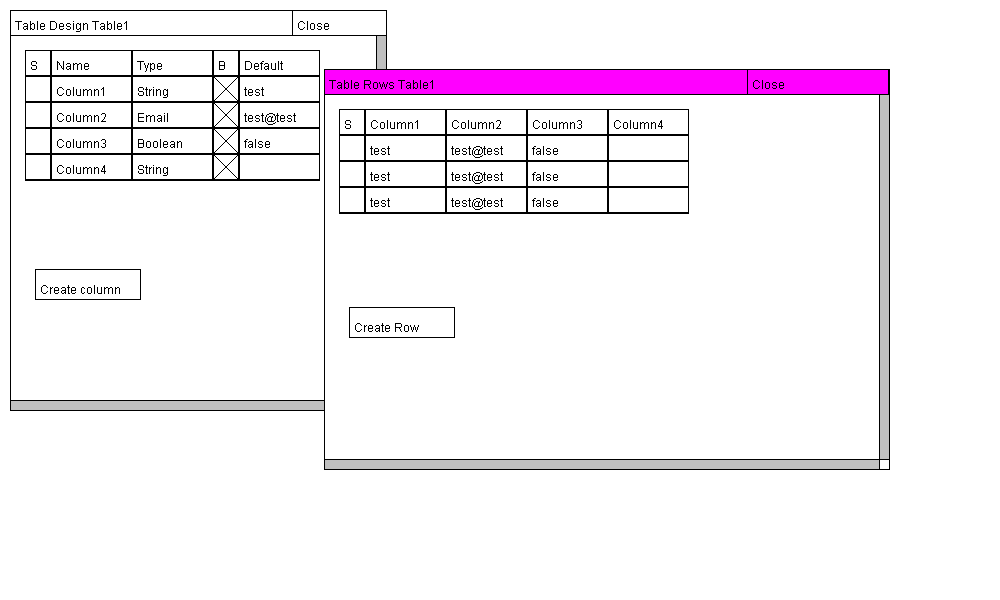 Table Design Table1 Close
S Name Type B Default
Column1 String test
Column2 Email test@test
Column3 Boolean false
Column4 String
Create column
Table Rows Table1 Close
S Column1 Column2 Column3 Column4
test test@test false
test test@test false
test test@test false
Create Row